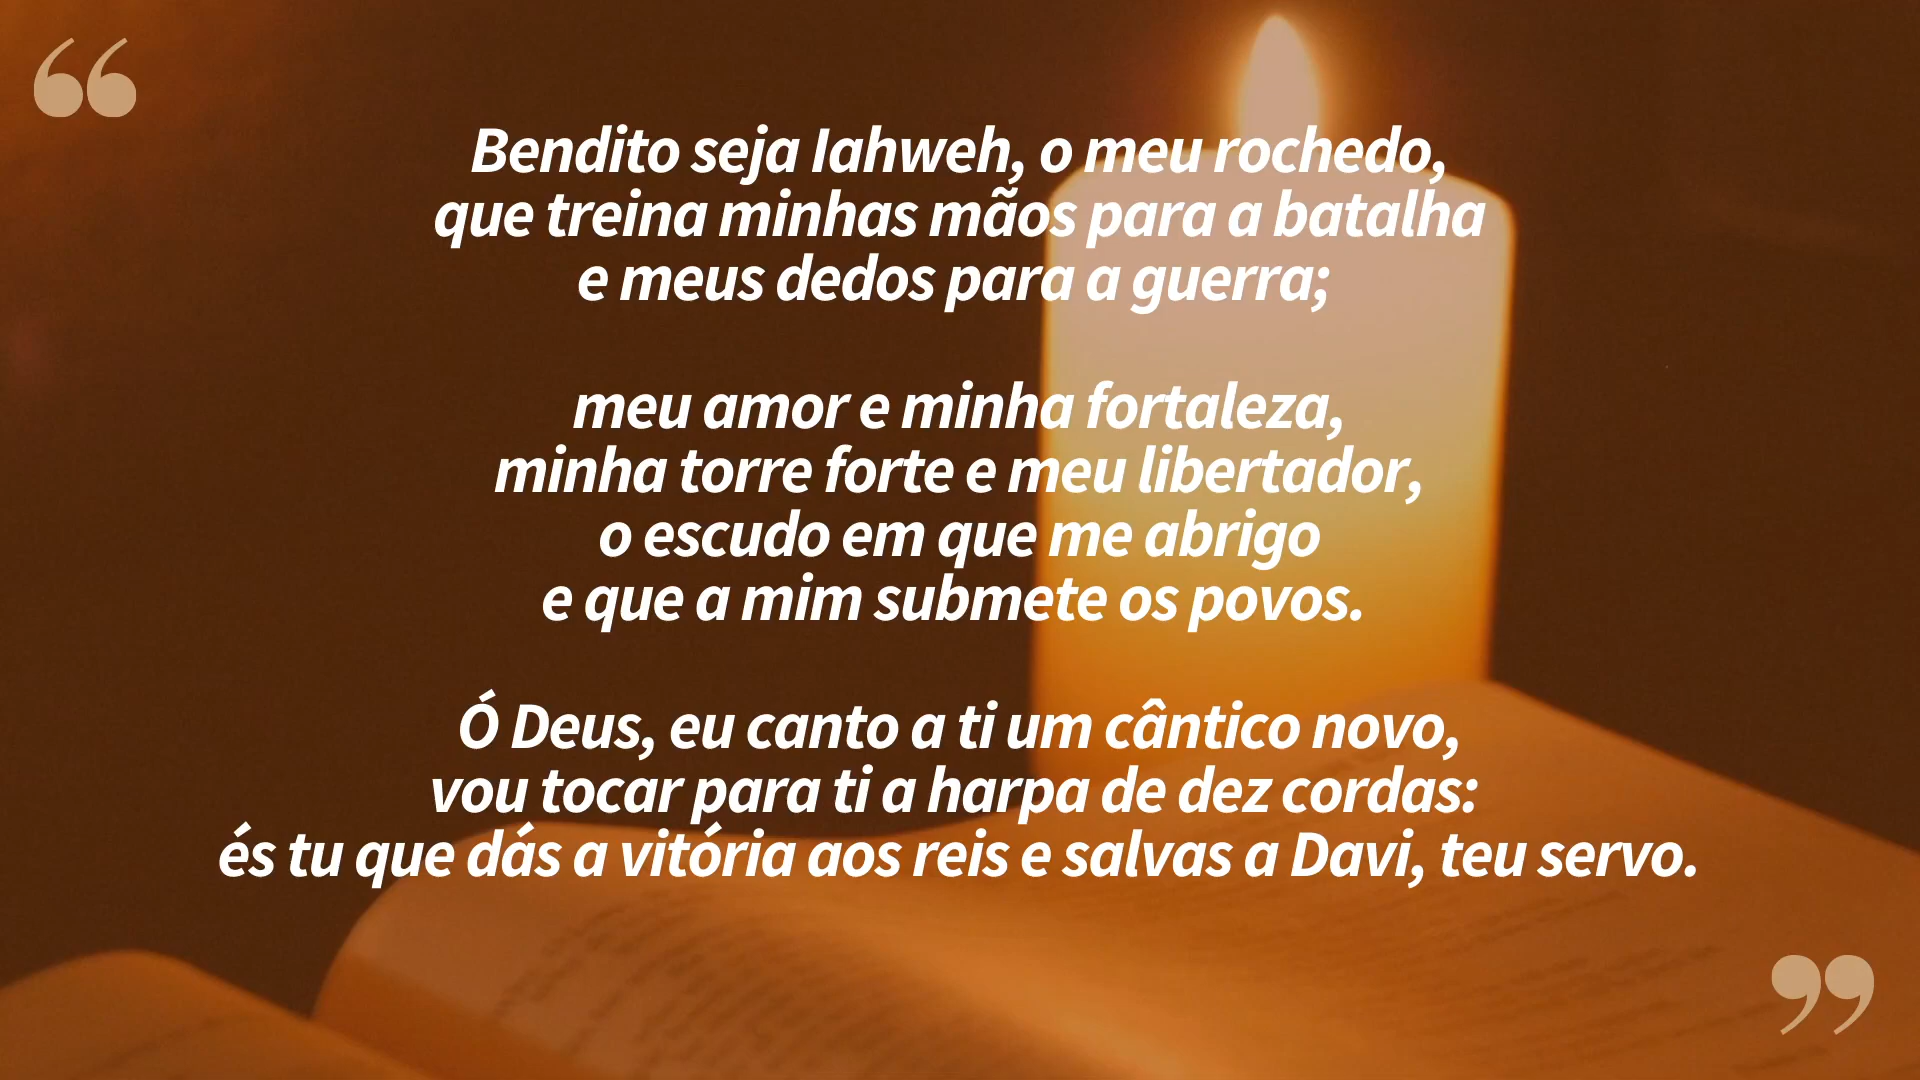 “
Bendito seja Iahweh, o meu rochedo,
que treina minhas mãos para a batalha
e meus dedos para a guerra;
meu amor e minha fortaleza,
minha torre forte e meu libertador,
o escudo em que me abrigo
e que a mim submete os povos.
Ó Deus, eu canto a ti um cântico novo,
vou tocar para ti a harpa de dez cordas:
és tu que dás a vitória aos reis e salvas a Davi, teu servo.
”